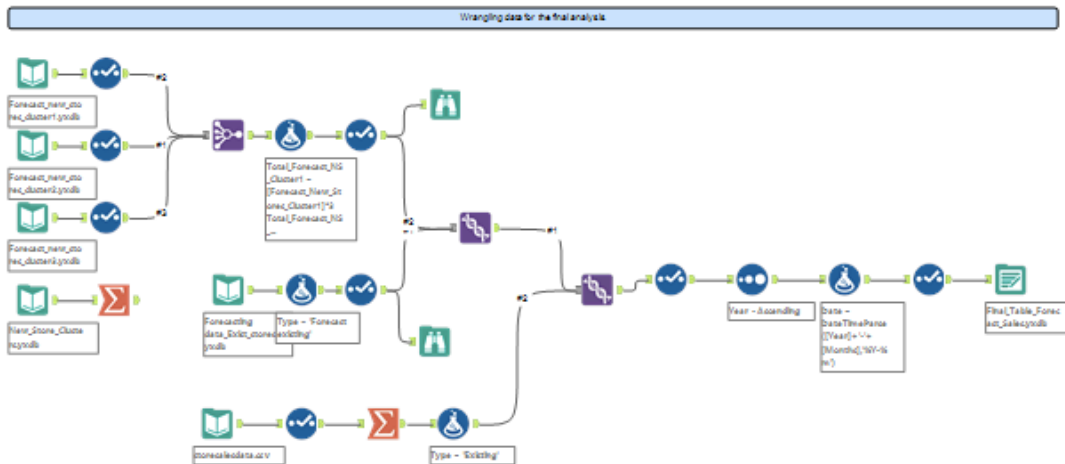 Wrangling data for the final analysis
#2
Forecast_new_sto
res_cluster1.yxdb
#1
Forecast_new_sto
res_cluster2.yxdb
#3
Forecast_new_sto
res_cluster3.yxdb
New_Store_Cluste
rs.yxdb
Total_Forecast_NS
_Cluster1 =
[Forecast_New_St
ores_Cluster1]*3
Total_Forecast_NS
_...
#2
Forecasting
data_Exist_stores
yxdb
Type = 'Forecast
existing'
#1
#2
storesalesdata.csv
Type = 'Existing'
Year - Ascending
Date =
DateTimeParse
([Year]+'-'+
[Months],'%Y-%
m')
Final_Table_Forec
ast_Sales.yxdb